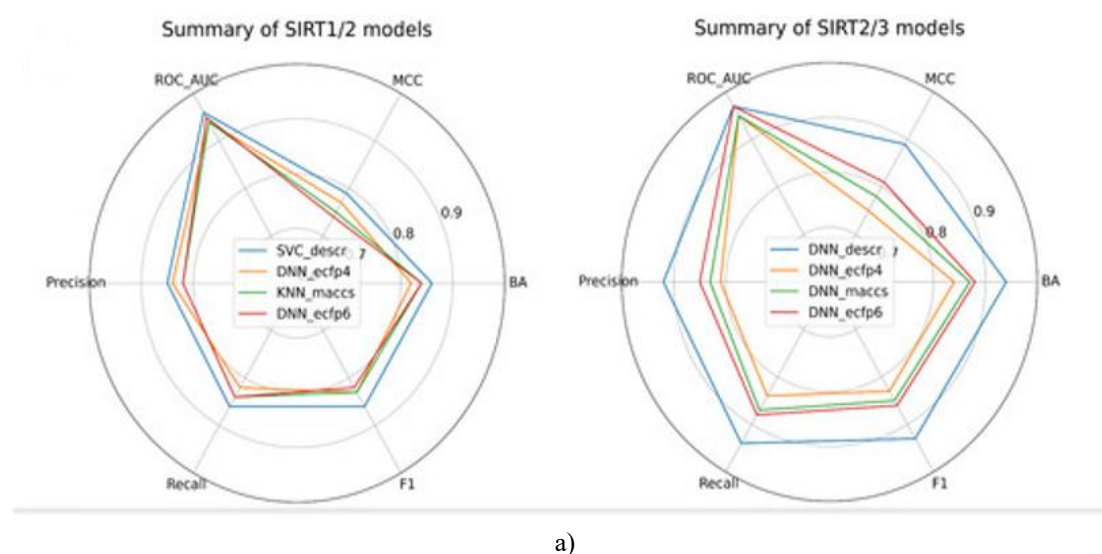 Summary of SIRT1/2 models
ROC_AUC
MCC
0.9
0.8
SVC_descr
DNN_ecfp4
KNN_maccs
DNN_ecfp6
Precision
BA
Recall
F1
Summary of SIRT2/3 models
ROC_AUC
MCC
0.9
0.8
DNN_descr
DNN_ecfp4
DNN_maccs
DNN_ecfp6
Precision
BA
Recall
F1
a)